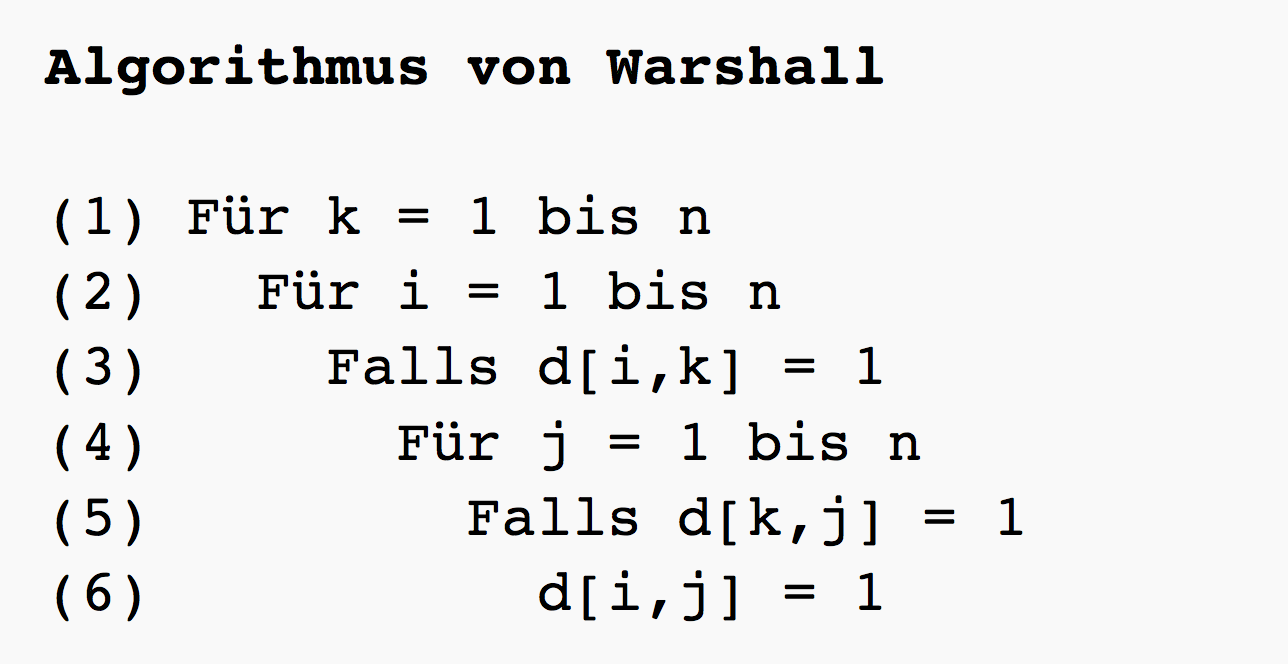 Algorithmus von Warshall
(1) Für k = 1 bis n
(2)   Für i = 1 bis n
(3)     Falls d[i,k] = 1
(4)       Für j = 1 bis n
(5)         Falls d[k,j] = 1
(6)           d[i,j] = 1